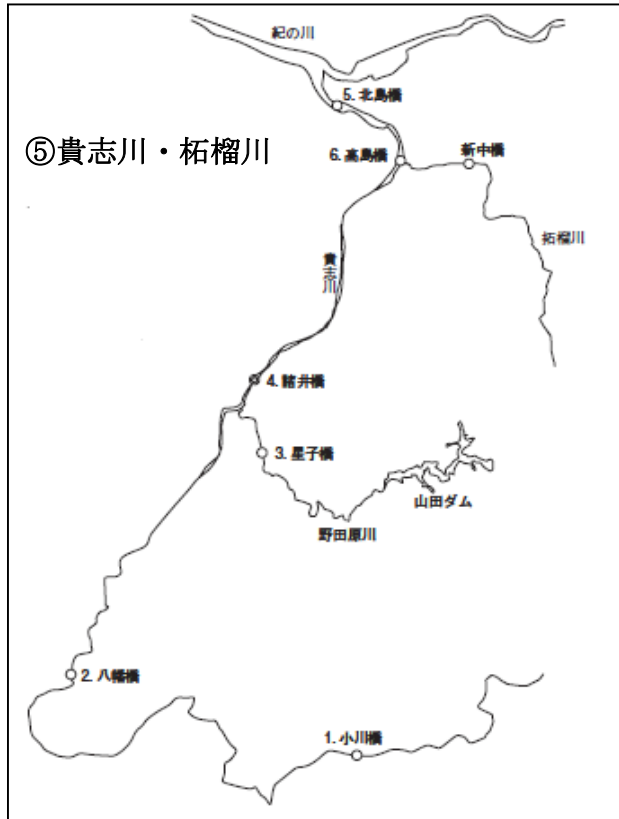 紀の川
5. 北島橋
⑤貴志川・柘榴川
6. 高島橋
新中橋
柘榴川
貴志川
4. 諸井橋
3. 星子橋
山田ダム
野田原川
2. 八幡橋
1. 小川橋